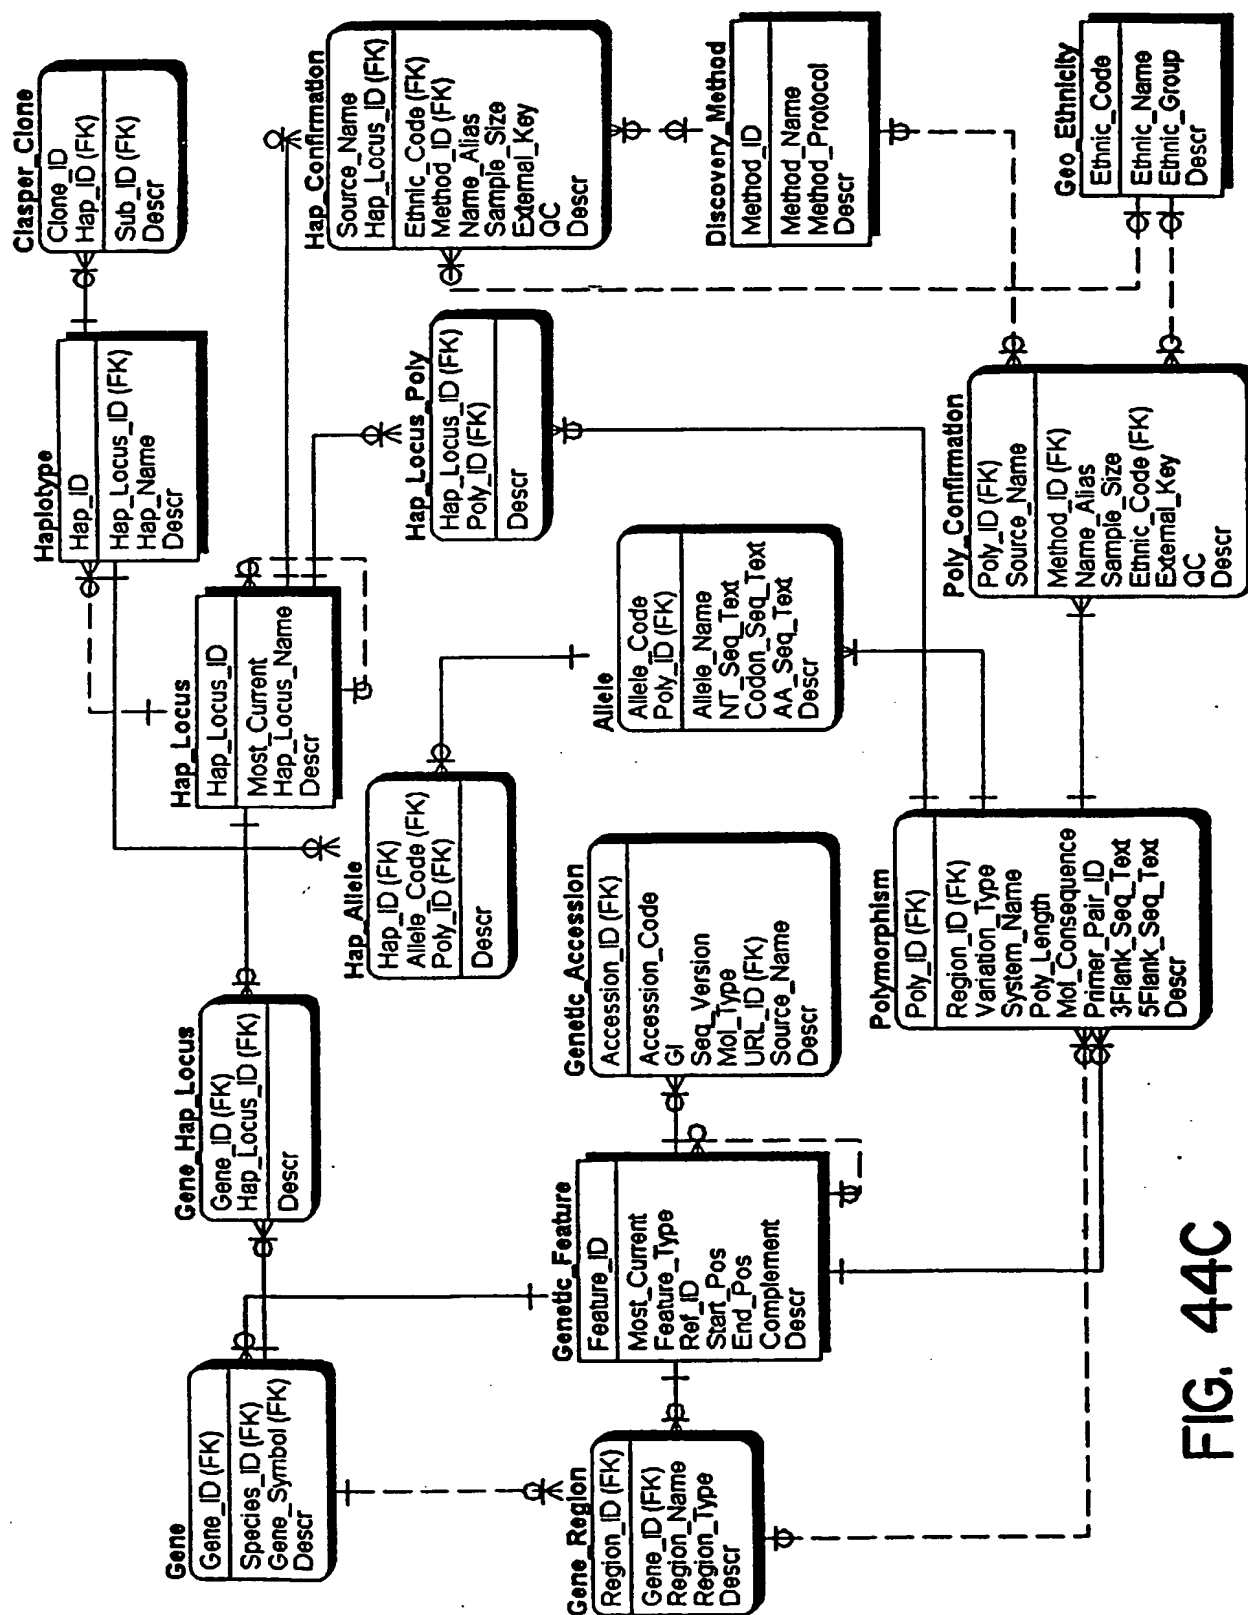 Gene
Gene_ID (FK)
Species_ID (FK)
Gene_Symbol (FK)
Descr
Gene_Hap_Locus
Gene_ID (FK)
Hap_Locus_ID (FK)
Descr
Hap_Locus
Hap_Locus_ID
Most_Current
Hap_Locus_Name
Descr
Haplotype
Hap_ID
Hap_Locus_ID (FK)
Hap_Name
Descr
Clasper_Clone
Clone_ID
Hap_ID (FK)
Sub_ID (FK)
Descr
Hap_Allele
Hap_ID (FK)
Allele_Code (FK)
Poly_ID (FK)
Descr
Hap_Locus_Poly
Hap_Locus_ID (FK)
Poly_ID (FK)
Descr
Hap_Confirmation
Source_Name
Hap_Locus_ID (FK)
Ethnic_Code (FK)
Method_ID (FK)
Name_Alias
Sample_Size
External_Key
QC
Descr
Gene_Region
Region_ID (FK)
Gene_ID (FK)
Region_Name
Region_Type
Descr
Genetic_Feature
Feature_ID
Most_Current
Feature_Type
Ref_ID
Start_Pos
End_Pos
Complement
Descr
Genetic_Accession
Accession_ID (FK)
Accession_Code
GI
Seq_Version
Mol_Type
URL_ID (FK)
Source_Name
Descr
Allele
Allele_Code
Poly_ID (FK)
Allele_Name
NT_Seq_Text
Codon_Seq_Text
AA_Seq_Text
Descr
Discovery_Method
Method_ID
Method_Name
Method_Protocol
Descr
Polymorphism
Poly_ID (FK)
Region_ID (FK)
Variation_Type
System_Name
Poly_Length
Mol_Consequence
Primer_Pair_ID
3Flank_Seq_Text
5Flank_Seq_Text
Descr
Poly_Confirmation
Poly_ID (FK)
Source_Name
Method_ID (FK)
Name_Alias
Sample_Size
Ethnic_Code (FK)
External_Key
QC
Descr
Geo_Ethnicity
Ethnic_Code
Ethnic_Name
Ethnic_Group
Descr
FIG. 44C